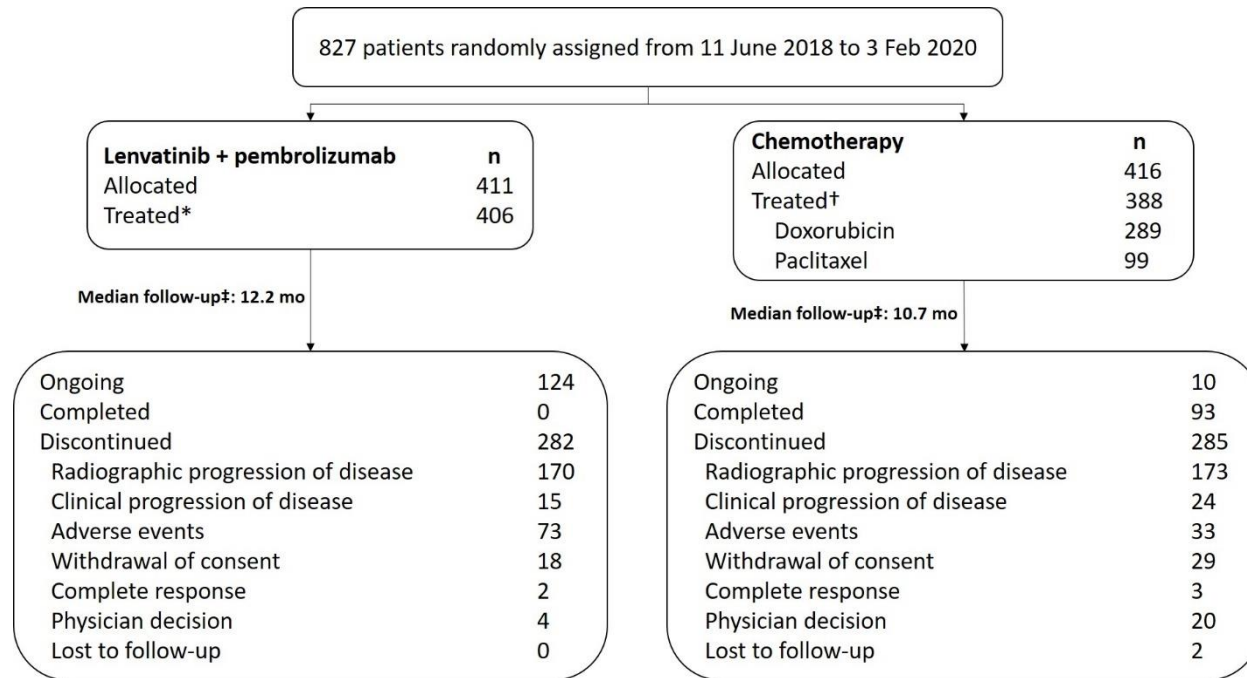 827 patients randomly assigned from 11 June 2018 to 3 Feb 2020
Lenvatinib + pembrolizumab n
Allocated 411
Treated* 406
Chemotherapy n
Allocated 416
Treated† 388
Doxorubicin 289
Paclitaxel 99
Median follow-up‡: 12.2 mo
Median follow-up‡: 10.7 mo
Ongoing 124
Completed 0
Discontinued 282
Radiographic progression of disease 170
Clinical progression of disease 15
Adverse events 73
Withdrawal of consent 18
Complete response 2
Physician decision 4
Lost to follow-up 0
Ongoing 10
Completed 93
Discontinued 285
Radiographic progression of disease 173
Clinical progression of disease 24
Adverse events 33
Withdrawal of consent 29
Complete response 3
Physician decision 20
Lost to follow-up 2